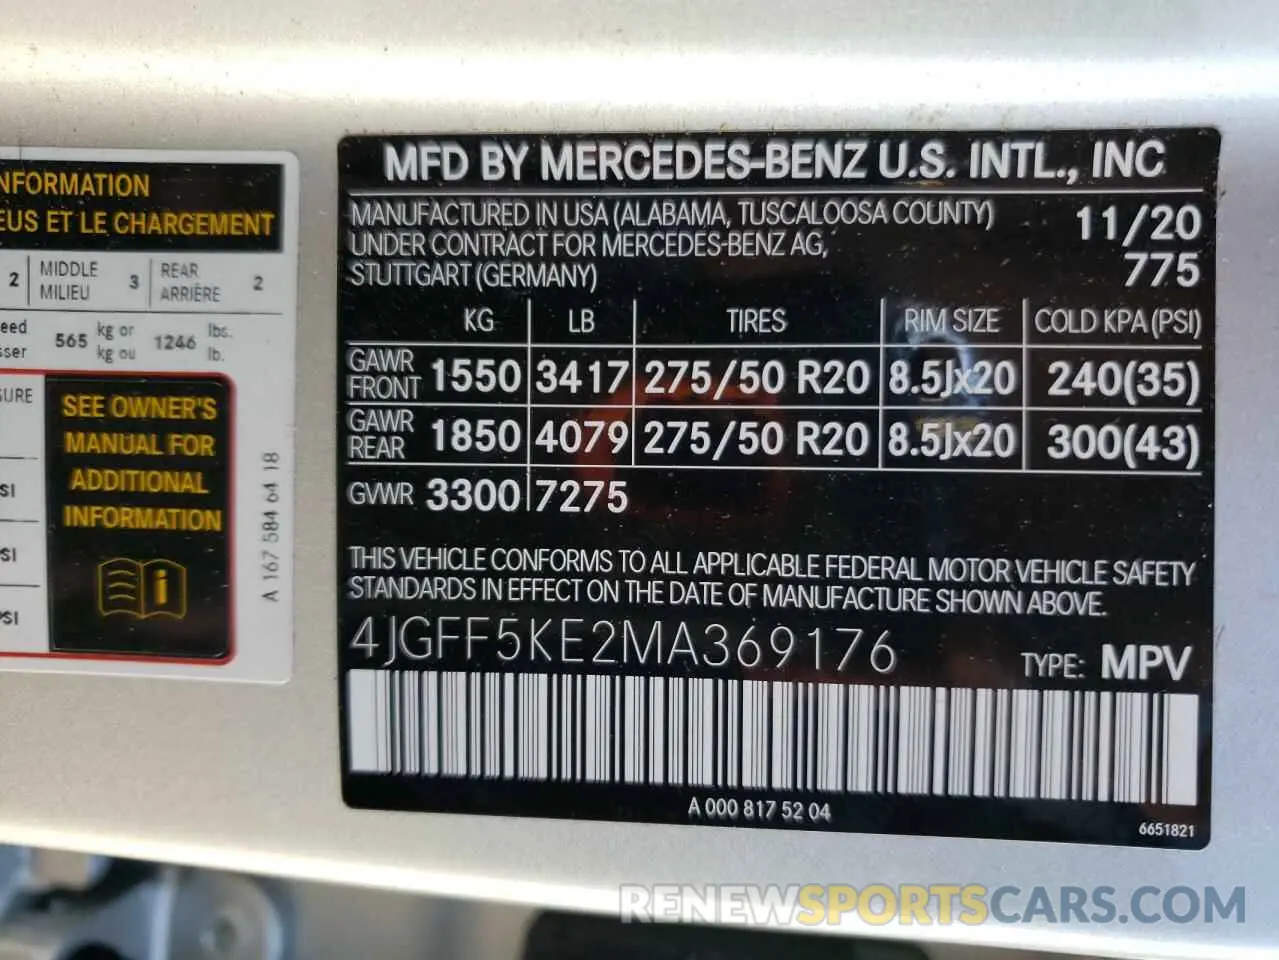 NFORMATION
EUS ET LE CHARGEMENT
2 MIDDLE 3 REAR 2
MILIEU ARRIÈRE
565 kg or 1246 lbs.
kg ou lb.
SEE OWNER'S
MANUAL FOR
ADDITIONAL
INFORMATION
A 167 584 64 18
MFD BY MERCEDES-BENZ U.S. INTL., INC
MANUFACTURED IN USA (ALABAMA, TUSCALOOSA COUNTY) 11/20
UNDER CONTRACT FOR MERCEDES-BENZ AG,
STUTTGART (GERMANY) 775
KG LB TIRES RIM SIZE COLD KPA (PSI)
GAWR FRONT 1550 3417 275/50 R20 8.5Jx20 240(35)
GAWR REAR 1850 4079 275/50 R20 8.5Jx20 300(43)
GVWR 3300 7275
THIS VEHICLE CONFORMS TO ALL APPLICABLE FEDERAL MOTOR VEHICLE SAFETY
STANDARDS IN EFFECT ON THE DATE OF MANUFACTURE SHOWN ABOVE.
4JGFF5KE2MA369176 TYPE: MPV
A 000 817 52 04
6651821
RENEWSPORTSCARS.COM